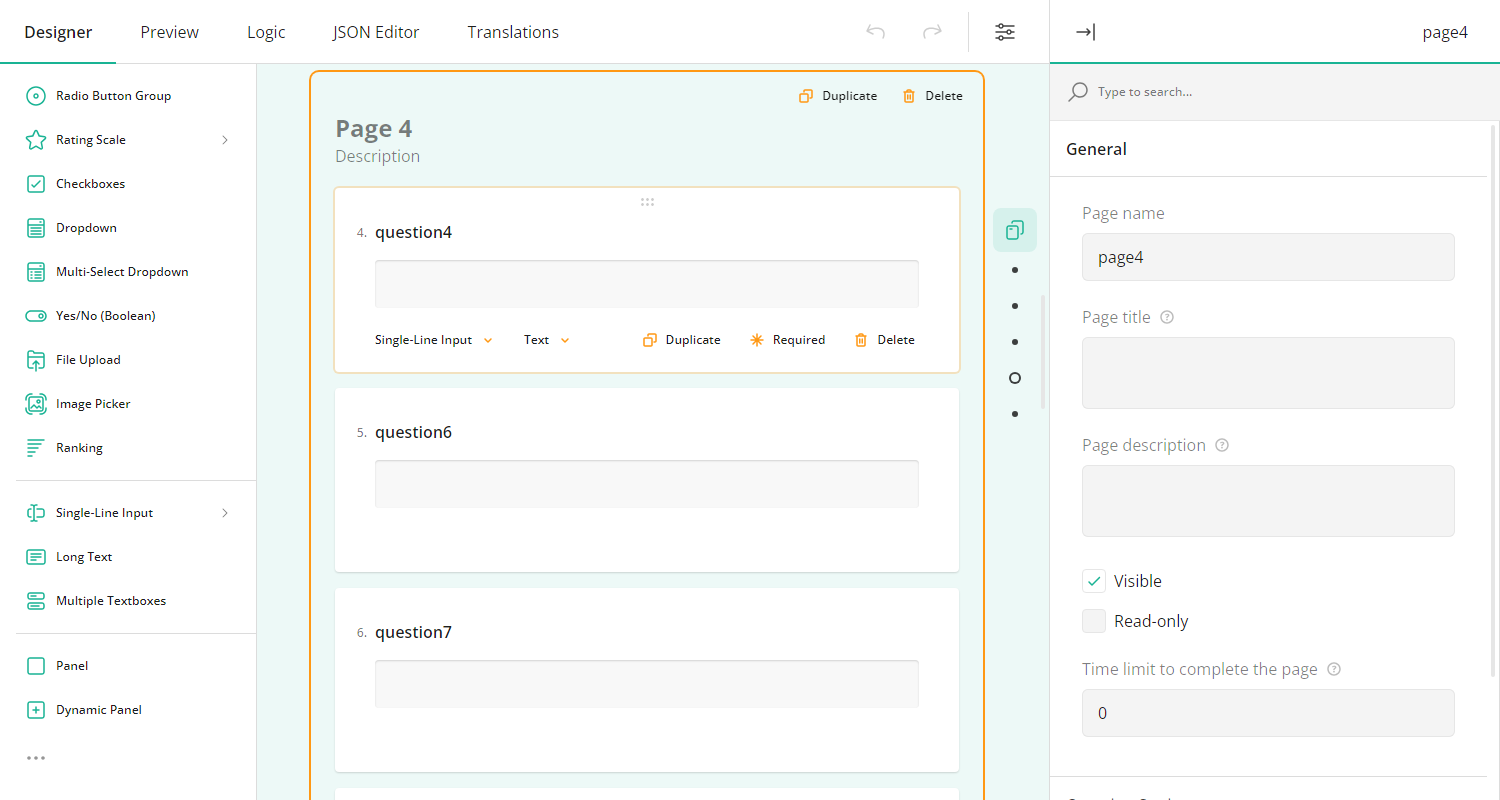 Designer
Preview
Logic
JSON Editor
Translations
page4
Radio Button Group
Rating Scale
Checkboxes
Dropdown
Multi-Select Dropdown
Yes/No (Boolean)
File Upload
Image Picker
Ranking
Single-Line Input
Long Text
Multiple Textboxes
Panel
Dynamic Panel
Duplicate
Delete
Page 4
Description
4. question4
Single-Line Input
Text
Duplicate
Required
Delete
5. question6
6. question7
Type to search...
General
Page name
page4
Page title
Page description
Visible
Read-only
Time limit to complete the page
0